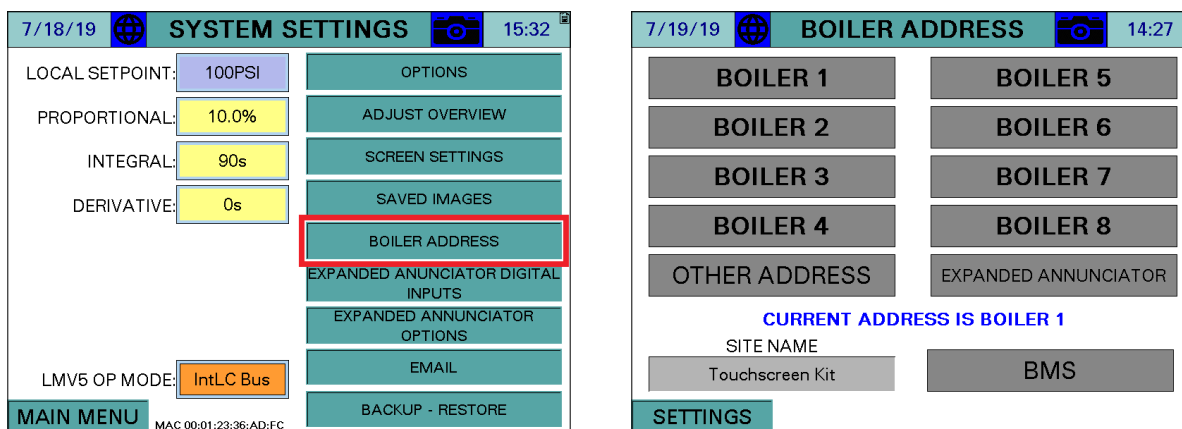 7/18/19 SYSTEM SETTINGS 15:32
LOCAL SETPOINT: 100PSI
PROPORTIONAL: 10.0%
INTEGRAL: 90s
DERIVATIVE: 0s
LMV5 OP MODE: IntLC Bus
OPTIONS
ADJUST OVERVIEW
SCREEN SETTINGS
SAVED IMAGES
BOILER ADDRESS
EXPANDED ANUNCIATOR DIGITAL
INPUTS
EXPANDED ANNUNCIATOR
OPTIONS
EMAIL
BACKUP - RESTORE
MAIN MENU MAC 00:01:23:36:AD:FC
7/19/19 BOILER ADDRESS 14:27
BOILER 1 BOILER 5
BOILER 2 BOILER 6
BOILER 3 BOILER 7
BOILER 4 BOILER 8
OTHER ADDRESS EXPANDED ANNUNCIATOR
CURRENT ADDRESS IS BOILER 1
SITE NAME
Touchscreen Kit BMS
SETTINGS